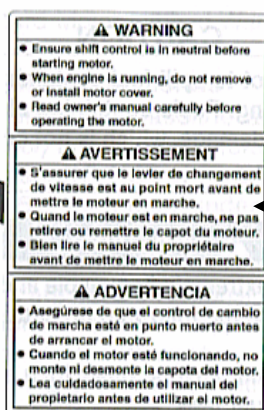 ⚠ WARNING
● Ensure shift control is in neutral before
starting motor.
● When engine is running, do not remove
or install motor cover.
● Read owner's manual carefully before
operating the motor.
⚠ AVERTISSEMENT
● S'assurer que le levier de changement
de vitesse est au point mort avant de
mettre le moteur en marche.
● Quand le moteur est en marche, ne pas
retirer ou remettre le capot du moteur.
● Bien lire le manuel du propriétaire
avant de mettre le moteur en marche.
⚠ ADVERTENCIA
● Asegúrese de que el control de cambio
de marcha esté en punto muerto antes
de arrancar el motor.
● Cuando el motor esté funcionando, no
monte ni desmonte la capota del motor.
● Lea cuidadosamente el manual del
propietario antes de utilizar el motor.